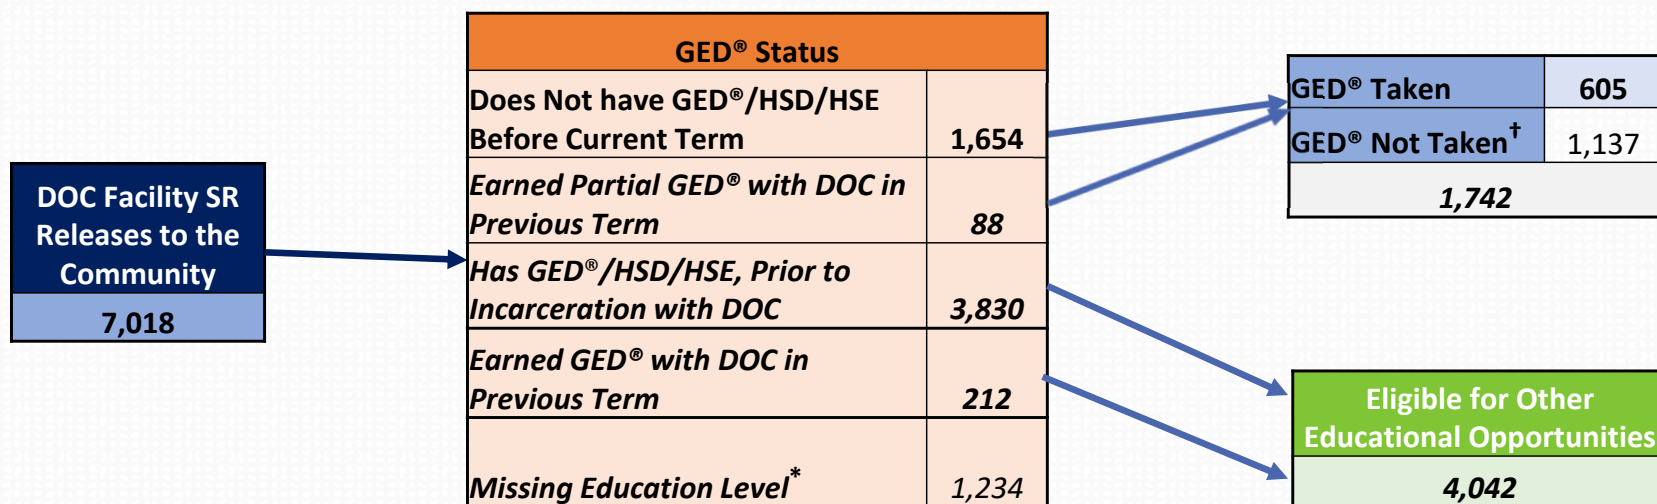 DOC Facility SR
Releases to the
Community
7,018
GED® Status
Does Not have GED®/HSD/HSE
Before Current Term
1,654
Earned Partial GED® with DOC in
Previous Term
88
Has GED®/HSD/HSE, Prior to
Incarceration with DOC
3,830
Earned GED® with DOC in
Previous Term
212
Missing Education Level*
1,234
GED® Taken
605
GED® Not Taken†
1,137
1,742
Eligible for Other
Educational Opportunities
4,042